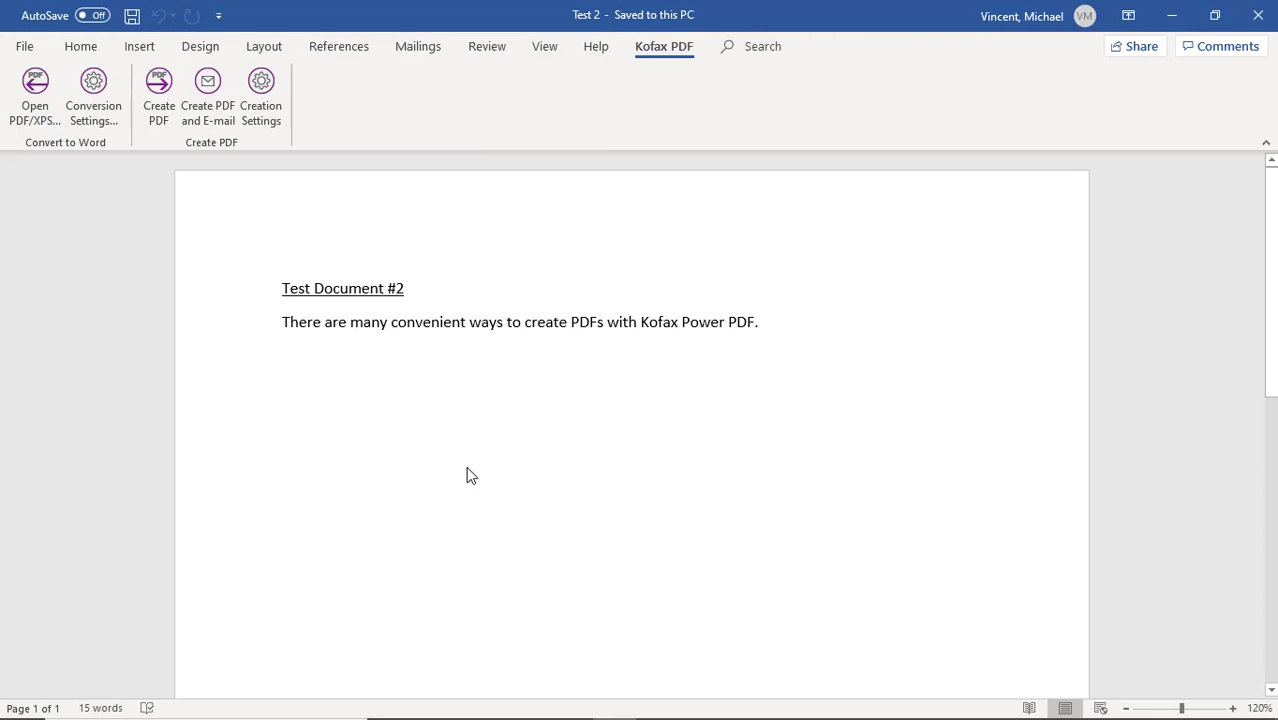 AutoSave Off Test 2 - Saved to this PC Vincent, Michael VM
File Home Insert Design Layout References Mailings Review View Help Kofax PDF Search Share Comments
PDF PDF
Open Conversion Create Create PDF Creation
PDF/XPS... Settings... PDF and E-mail Settings
Convert to Word Create PDF
Test Document #2
There are many convenient ways to create PDFs with Kofax Power PDF.
Page 1 of 1 15 words 120%